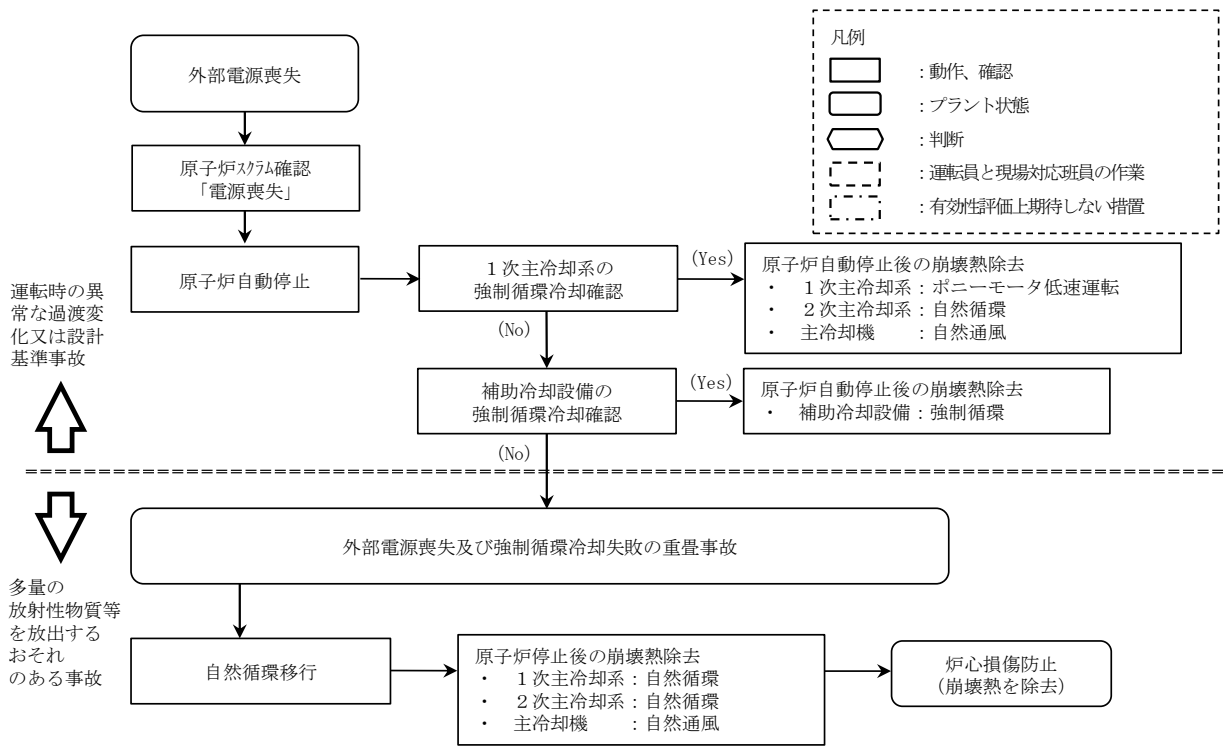 外部電源喪失
原子炉ｽｸﾗﾑ確認
「電源喪失」
原子炉自動停止
１次主冷却系の
強制循環冷却確認
(Yes)
原子炉自動停止後の崩壊熱除去
・　１次主冷却系：ポニーモータ低速運転
・　２次主冷却系：自然循環
・　主冷却機　　：自然通風
(No)
補助冷却設備の
強制循環冷却確認
(Yes)
原子炉自動停止後の崩壊熱除去
・　補助冷却設備：強制循環
(No)
凡例
：動作、確認
：プラント状態
：判断
：運転員と現場対応班員の作業
：有効性評価上期待しない措置
運転時の異
常な過渡変
化又は設計
基準事故
多量の
放射性物質等
を放出する
おそれ
のある事故
外部電源喪失及び強制循環冷却失敗の重畳事故
自然循環移行
原子炉停止後の崩壊熱除去
・　１次主冷却系：自然循環
・　２次主冷却系：自然循環
・　主冷却機　　：自然通風
炉心損傷防止
（崩壊熱を除去）